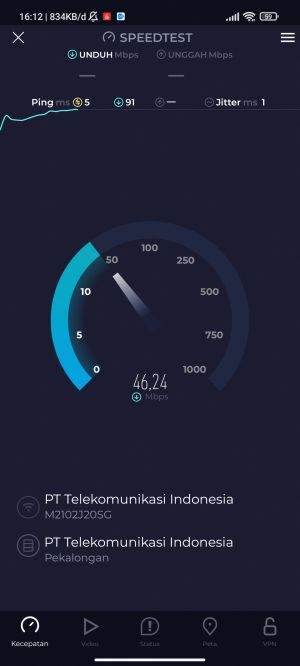 16:12 | 834KB/d
59
SPEEDTEST
UNDUH Mbps
UNGGAH Mbps
— —
Ping ms 5 91 — Jitter ms 1
0
5
10
50
100
250
500
750
1000
46,24
Mbps
PT Telekomunikasi Indonesia
M2102J20SG
PT Telekomunikasi Indonesia
Pekalongan
Kecepatan Video Status Peta VPN